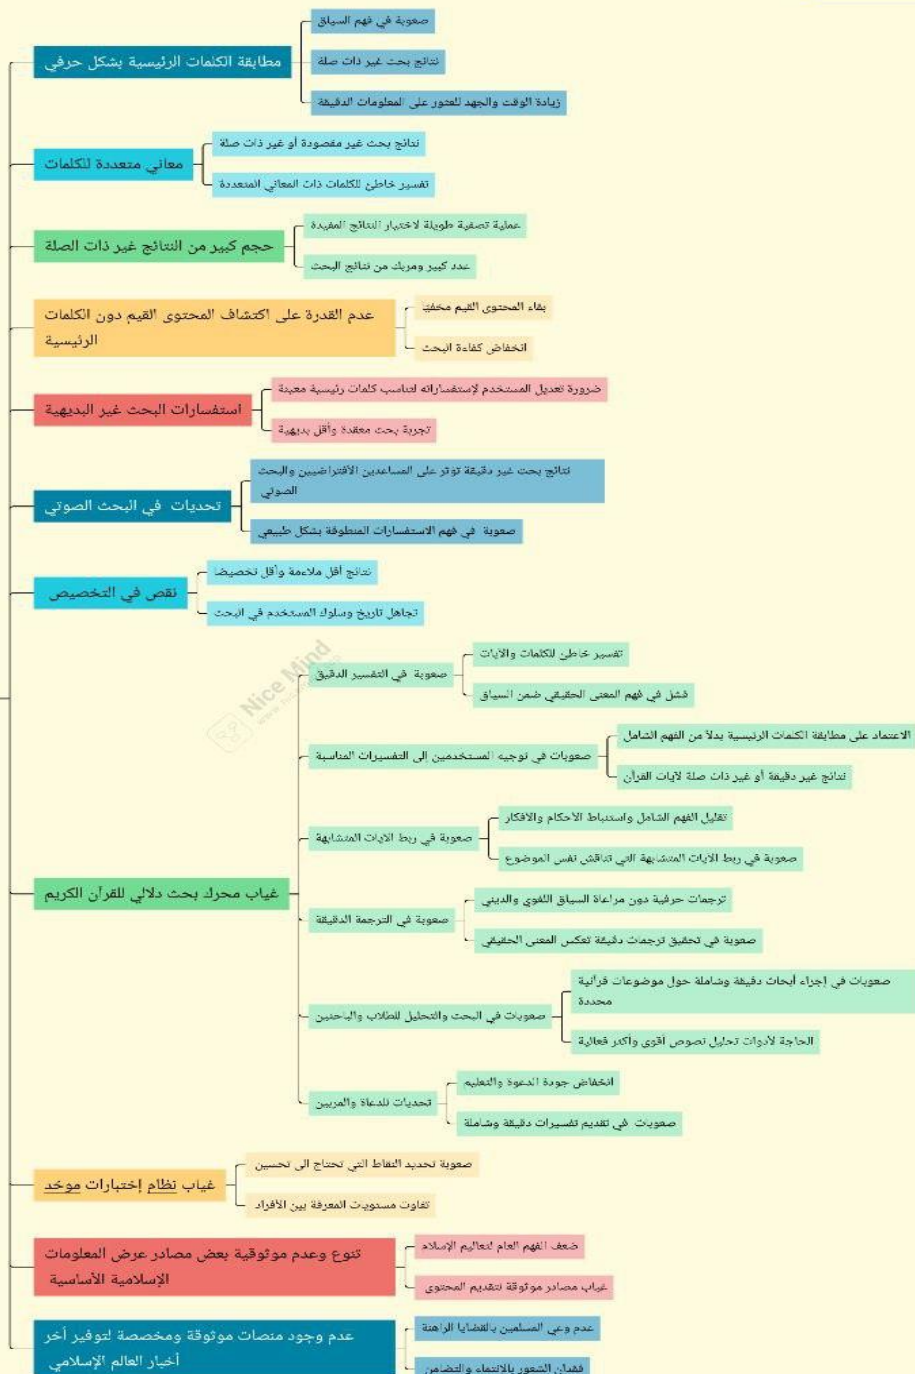 مطابقة الكلمات الرئيسية بشكل حرفي
صعوبة في فهم السياق
نتائج بحث غير ذات صلة
زيادة الوقت والجهد للعثور على المعلومات الدقيقة
معاني متعددة للكلمات
نتائج بحث غير مقصودة أو غير ذات صلة
تفسير خاطئ للكلمات ذات المعاني المتعددة
حجم كبير من النتائج غير ذات الصلة
عملية تصفية طويلة لاختيار النتائج المفيدة
عدد كبير ومربك من نتائج البحث
عدم القدرة على اكتشاف المحتوى القيم دون الكلمات
الرئيسية
بقاء المحتوى القيم مخفيًا
انخفاض كفاءة البحث
استفسارات البحث غير البديهية
ضرورة تعديل المستخدم لإستفساراته لتناسب كلمات رئيسية معينة
تجربة بحث معقدة وأقل بديهية
تحديات في البحث الصوتي
نتائج بحث غير دقيقة تؤثر على المساعدين الأفتراضيين والبحث
الصوتي
صعوبة في فهم الاستفسارات المنطوقة بشكل طبيعي
نقص في التخصيص
نتائج أقل ملاءمة وأقل تخصيصا
تجاهل تاريخ وسلوك المستخدم في البحث
غياب محرك بحث دلالي للقرآن الكريم
صعوبة في التفسير الدقيق
تفسير خاطئ للكلمات والآيات
فشل في فهم المعنى الحقيقي ضمن السياق
صعوبات في توجيه المستخدمين إلى التفسيرات المناسبة
الاعتماد على مطابقة الكلمات الرئيسية بدلاً من الفهم الشامل
نتائج غير دقيقة أو غير ذات صلة لآيات القرآن
صعوبة في ربط الآيات المتشابهة
تقليل الفهم الشامل واستنباط الأحكام والافكار
صعوبة في ربط الآيات المتشابهة التي تناقش نفس الموضوع
صعوبة في الترجمة الدقيقة
ترجمات حرفية دون مراعاة السياق اللغوي والديني
صعوبة في تحقيق ترجمات دقيقة تعكس المعنى الحقيقي
صعوبات في البحث والتحليل للطلاب والباحثين
صعوبات في إجراء أبحاث دقيقة وشاملة حول موضوعات قرآنية
محددة
الحاجة لأدوات تحليل نصوص أقوى وأكثر فعالية
تحديات للدعاة والمربين
انخفاض جودة الدعوة والتعليم
صعوبات في تقديم تفسيرات دقيقة وشاملة
غياب نظام إختبارات موحّد
صعوبة تحديد النقاط التي تحتاج الى تحسين
تفاوت مستويات المعرفة بين الأفراد
تنوع وعدم موثوقية بعض مصادر عرض المعلومات
الإسلامية الأساسية
ضعف الفهم العام لتعاليم الإسلام
غياب مصادر موثوقة لتقديم المحتوى
عدم وجود منصات موثوقة ومخصصة لتوفير أخر
أخبار العالم الإسلامي
عدم وعي المسلمين بالقضايا الراهنة
فقدان الشعور بالانتماء والتضامن
Nice Mind